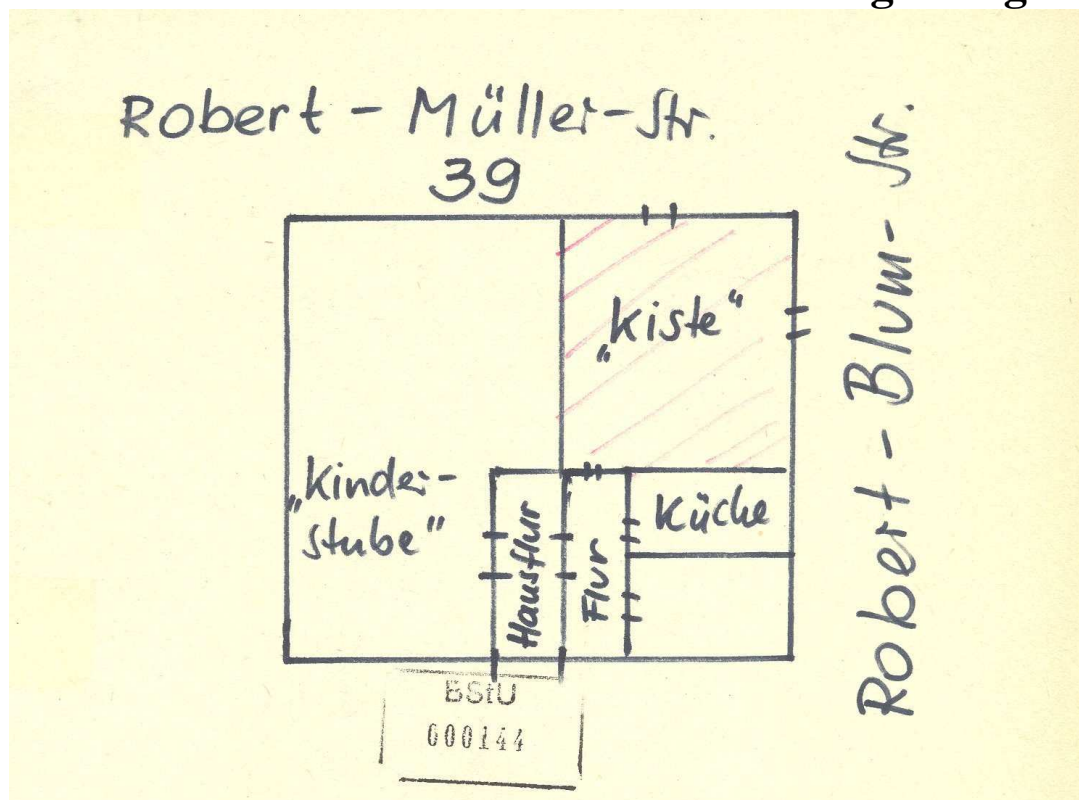 Robert - Müller-Str.
39
"Kiste"
„Kinder-
stube"
Hausflur
Flur
Küche
Robert - Blum - Str.
BStU
000144